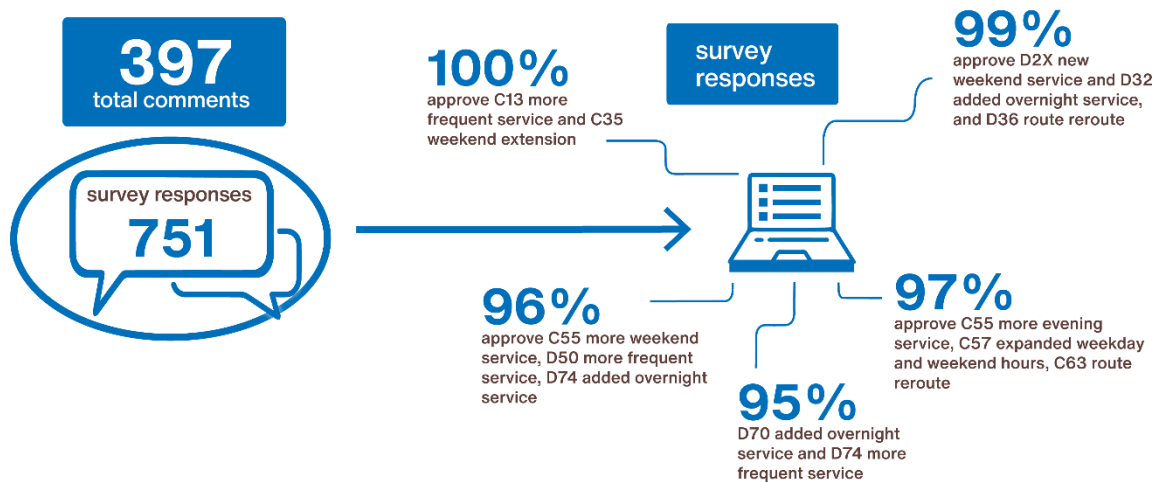 397
total comments
survey responses
751
100%
approve C13 more
frequent service and C35
weekend extension
survey
responses
99%
approve D2X new
weekend service and D32
added overnight service,
and D36 route reroute
96%
approve C55 more weekend
service, D50 more frequent
service, D74 added overnight
service
95%
D70 added overnight
service and D74 more
frequent service
97%
approve C55 more evening
service, C57 expanded weekday
and weekend hours, C63 route
reroute